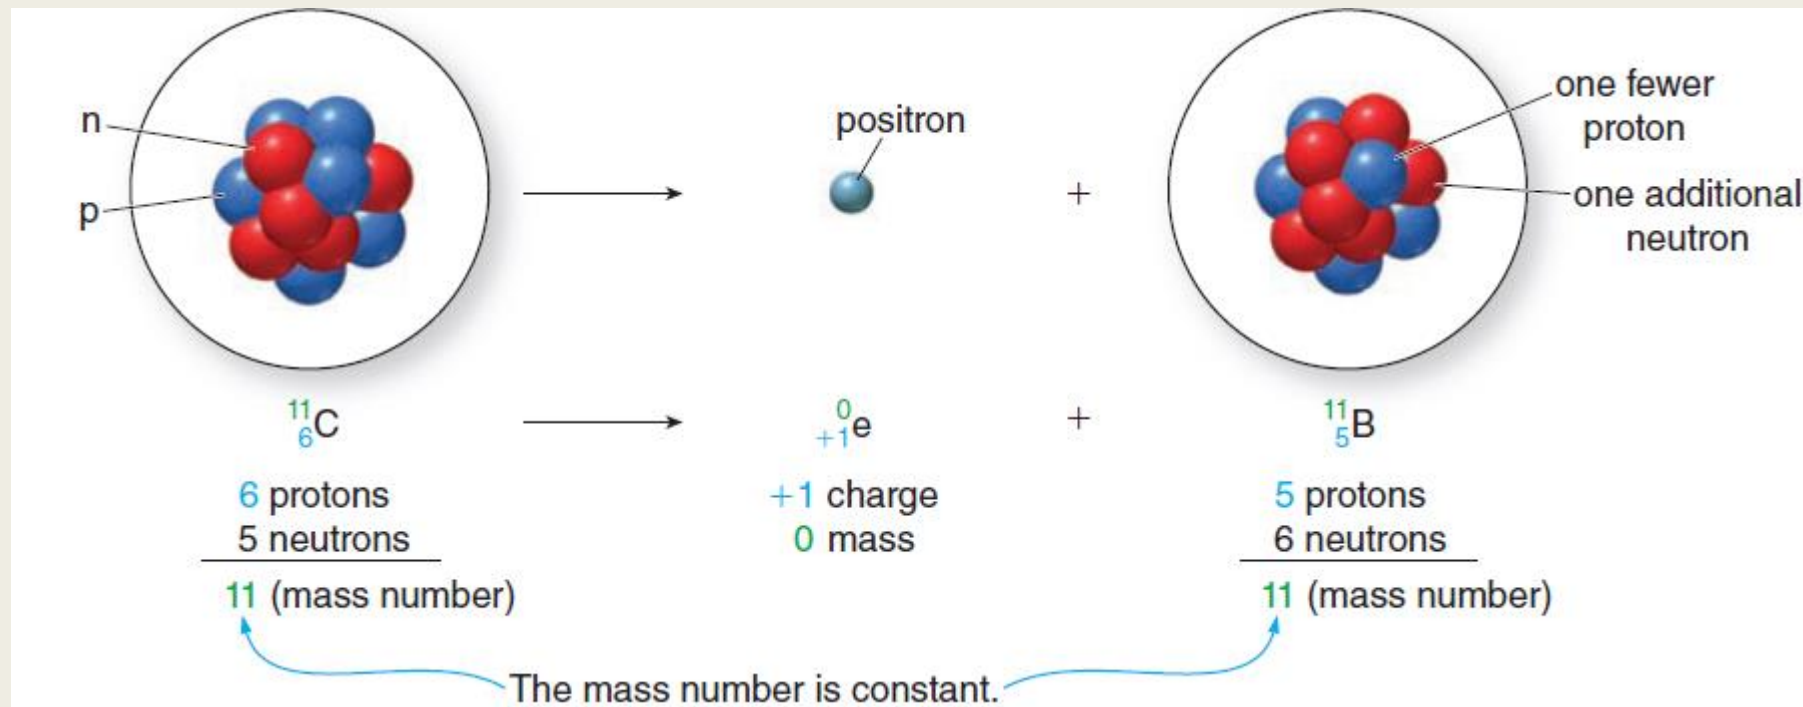 n
p
positron
+
one fewer
proton
one additional
neutron
11
6C
0
+1e
+
11
5B
6 protons
5 neutrons
11 (mass number)
+1 charge
0 mass
5 protons
6 neutrons
11 (mass number)
The mass number is constant.